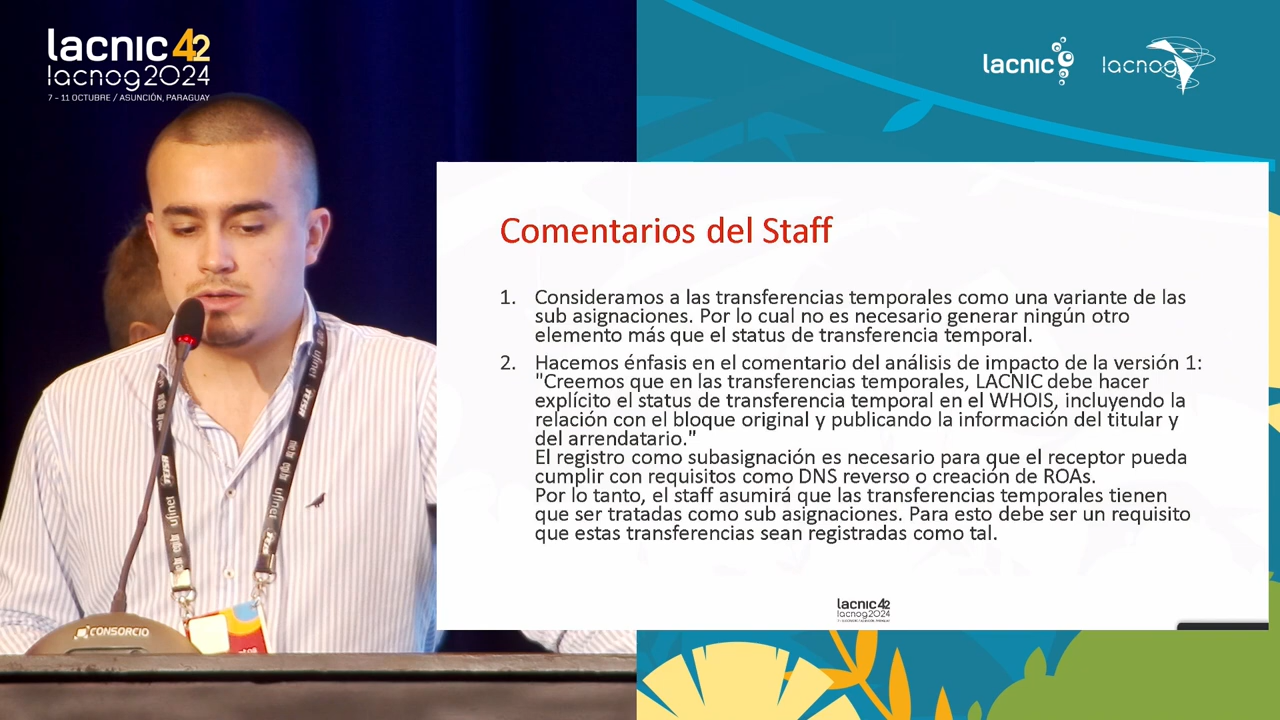 lacnic 42
lacnog2024
7 - 11 OCTUBRE / ASUNCIÓN, PARAGUAY
lacnic
lacnog
Comentarios del Staff
1. Consideramos a las transferencias temporales como una variante de las
sub asignaciones. Por lo cual no es necesario generar ningún otro
elemento más que el status de transferencia temporal.
2. Hacemos énfasis en el comentario del análisis de impacto de la versión 1:
"Creemos que en las transferencias temporales, LACNIC debe hacer
explícito el status de transferencia temporal en el WHOIS, incluyendo la
relación con el bloque original y publicando la información del titular y
del arrendatario."
El registro como subasignación es necesario para que el receptor pueda
cumplir con requisitos como DNS reverso o creación de ROAs.
Por lo tanto, el staff asumirá que las transferencias temporales tienen
que ser tratadas como sub asignaciones. Para esto debe ser un requisito
que estas transferencias sean registradas como tal.
lacnic 42
lacnog2024
ufinet
ufinet
ufinet
CONSORCIO